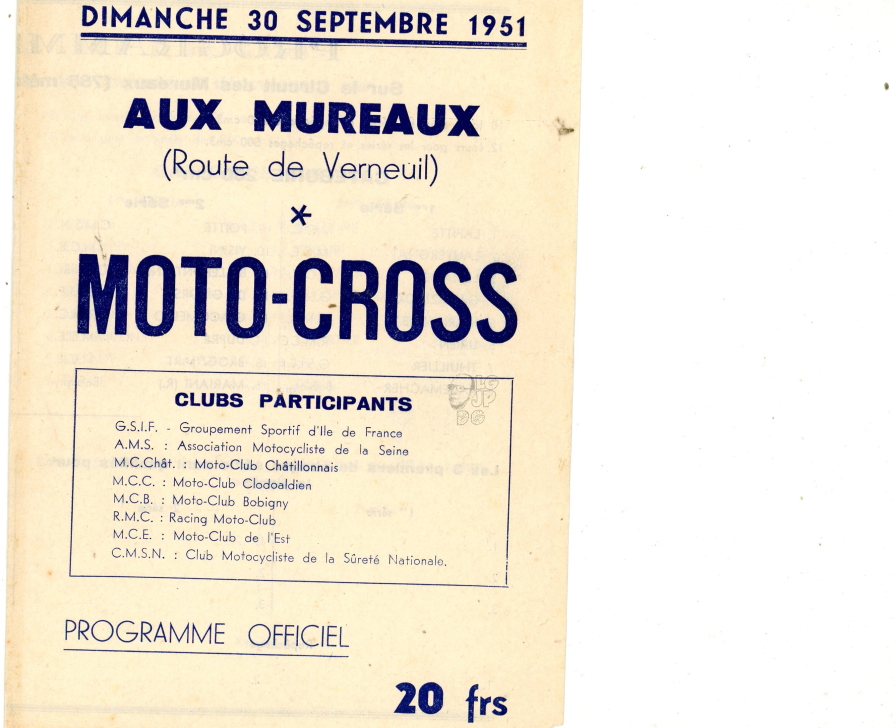 DIMANCHE 30 SEPTEMBRE 1951
AUX MUREAUX
(Route de Verneuil)
*
MOTO-CROSS
CLUBS PARTICIPANTS
G.S.I.F. - Groupement Sportif d'Ile de France
A.M.S. : Association Motocycliste de la Seine
M.C.Chât. : Moto-Club Châtillonnais
M.C.C. : Moto-Club Clodoaldien
M.C.B. : Moto-Club Bobigny
R.M.C. : Racing Moto-Club
M.C.E. : Moto-Club de l'Est
C.M.S.N. : Club Motocycliste de la Sûreté Nationale.
PROGRAMME OFFICIEL
20 frs